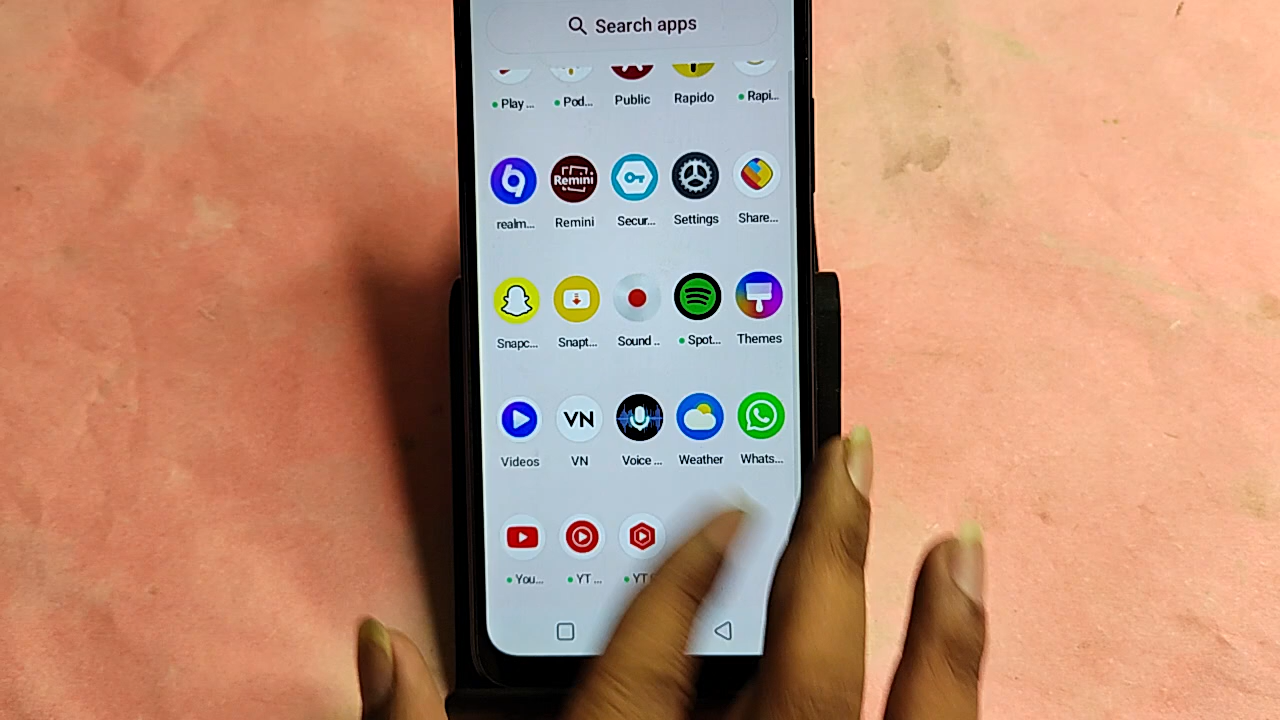 Search apps
Play ... Pod... Public Rapido Rapi...
Remini
realm... Remini Secur... Settings Share...
Snapc... Snapt... Sound .. Spot... Themes
VN
Videos VN Voice ... Weather Whats...
You... YT ... YT